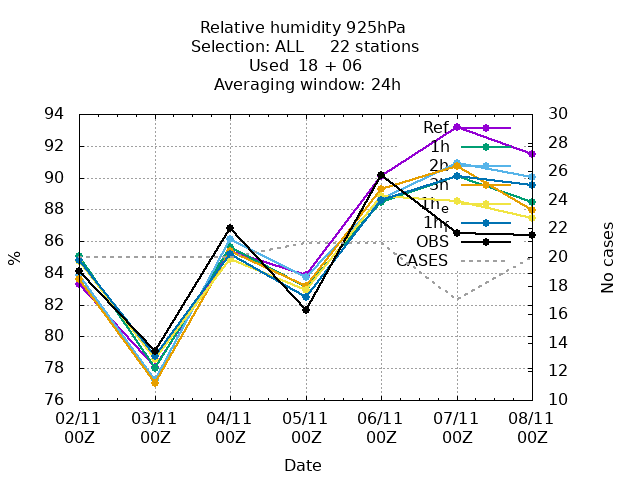 Relative humidity 925hPa
Selection: ALL 22 stations
Used 18 + 06
Averaging window: 24h
94
92
90
88
86
84
82
80
78
76
%
30
28
26
24
22
20
18
16
14
12
10
No cases
Ref
1h
2h
3h
1h_e
OBS
CASES
02/11 03/11 04/11 05/11 06/11 07/11 08/11
00Z 00Z 00Z 00Z 00Z 00Z 00Z
Date